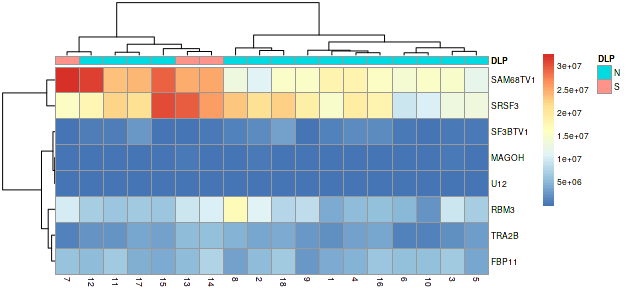 DLP
SAM68TV1
SRSF3
SF3BTV1
MAGOH
U12
RBM3
TRA2B
FBP11
7 12 11 17 15 13 14 8 2 18 9 1 4 16 6 10 3 5
3e+07
2.5e+07
2e+07
1.5e+07
1e+07
5e+06
DLP
N
S